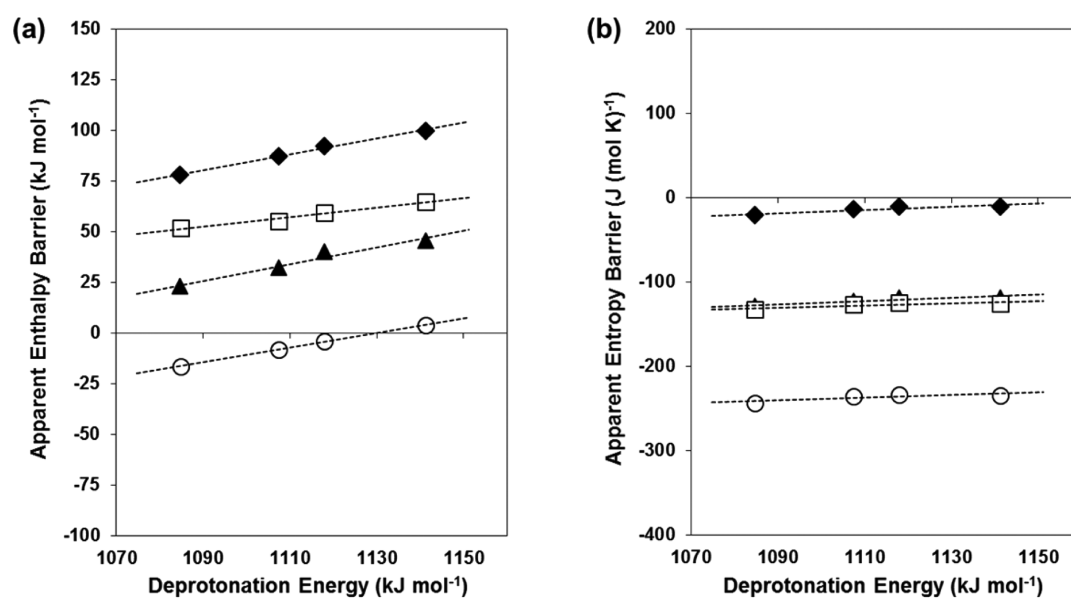 (a)
150
125
100
75
50
25
0
-25
-50
-75
-100
Apparent Enthalpy Barrier (kJ mol-1)
1070 1090 1110 1130 1150
Deprotonation Energy (kJ mol-1)
(b)
200
100
0
-100
-200
-300
-400
Apparent Entropy Barrier (J (mol K)-1
1070 1090 1110 1130 1150
Deprotonation Energy (kJ mol-1)